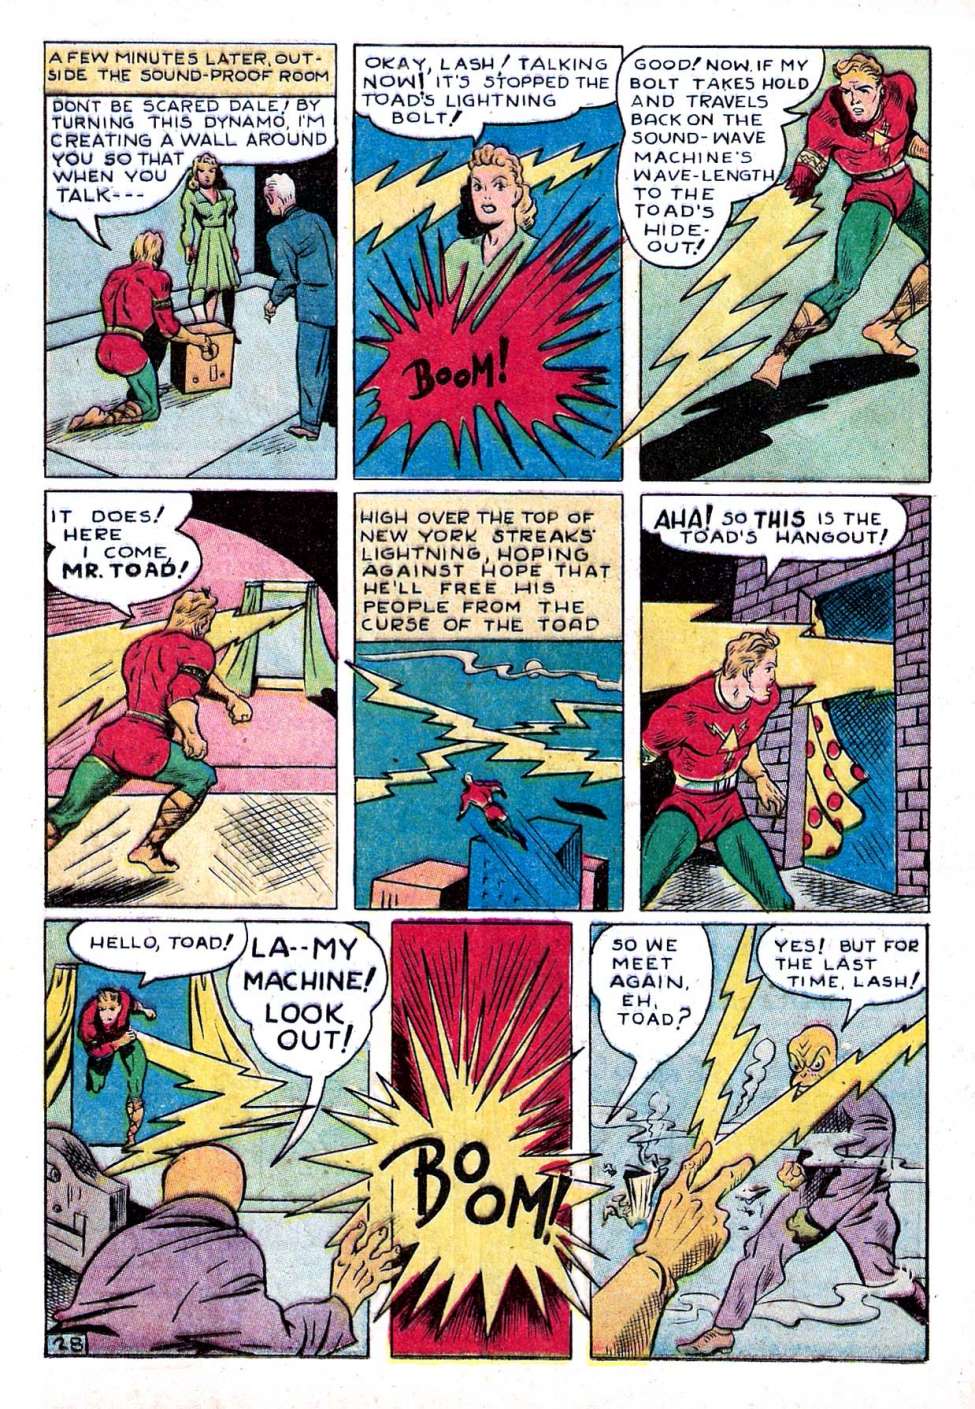 A FEW MINUTES LATER, OUT-
SIDE THE SOUND-PROOF ROOM
DONT BE SCARED DALE! BY
TURNING THIS DYNAMO, I'M
CREATING A WALL AROUND
YOU SO THAT
WHEN YOU
TALK---
OKAY, LASH! TALKING
NOW! IT'S STOPPED THE
TOAD'S LIGHTNING
BOLT!
BOOM!
GOOD! NOW, IF MY
BOLT TAKES HOLD
AND TRAVELS
BACK ON THE
SOUND-WAVE
MACHINE'S
WAVE-LENGTH
TO THE
TOAD'S
HIDE-
OUT!
IT DOES!
HERE
I COME,
MR. TOAD!
HIGH OVER THE TOP OF
NEW YORK STREAKS
LIGHTNING, HOPING
AGAINST HOPE THAT
HE'LL FREE HIS
PEOPLE FROM THE
CURSE OF THE TOAD
AHA! SO THIS IS THE
TOAD'S HANGOUT!
HELLO, TOAD!
LA--MY
MACHINE!
LOOK
OUT!
BOOM!
SO WE
MEET
AGAIN,
EH,
TOAD?
YES! BUT FOR
THE LAST
TIME, LASH!
28